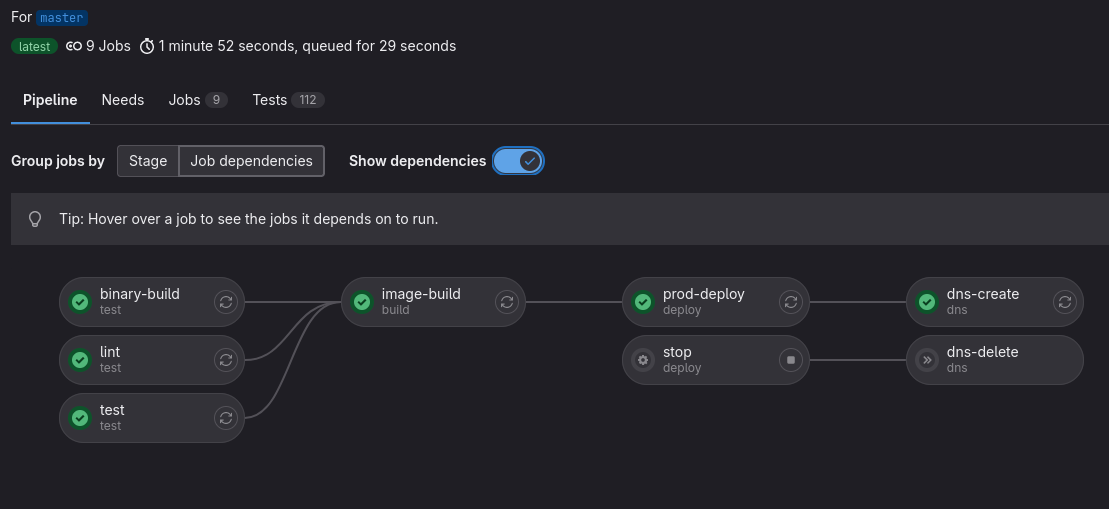 For master
latest 9 Jobs 1 minute 52 seconds, queued for 29 seconds
Pipeline Needs Jobs 9 Tests 112
Group jobs by Stage Job dependencies Show dependencies
Tip: Hover over a job to see the jobs it depends on to run.
binary-build
test
image-build
build
prod-deploy
deploy
dns-create
dns
lint
test
stop
deploy
dns-delete
dns
test
test